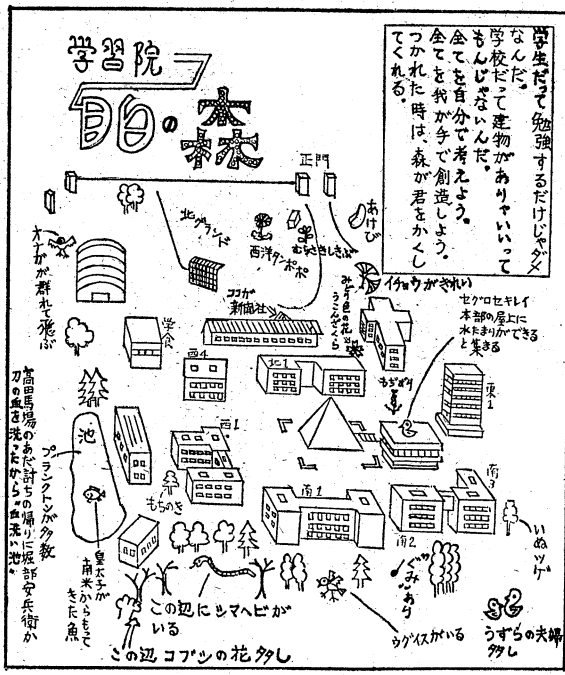 学生だって勉強するだけじゃダメ
なんだ。
学校だって建物がありゃいいって
もんじゃないんだ。
全てを自分で考えよう。
全てを我が手で創造しよう。
つかれた時は、森が君をかくし
てくれる。
学習院
目白の森
正門
あけび
北グランド
西洋タンポポ
むらさきしきぶ
オナガが群れて飛ぶ
ココが
新聞社
みどり色の花
うこんざくら
イチョウがきれい
セグロセキレイ
本部の屋上に
水たまりができる
と集まる
学食
西4
北1
もちあり
東1
池
プランクトンが多数
高田馬場のあだ討ちの帰りに堀部安兵衛が
刀の血を洗ったから“血洗い池”
西1
もちのき
南1
南2
南3
いぬツゲ
皇太子が
南米からもって
きた魚
この辺にシマヘビが
いる
ぐみあり
ウグイスがいる
うずらの夫婦
多し
この辺コブシの花多し